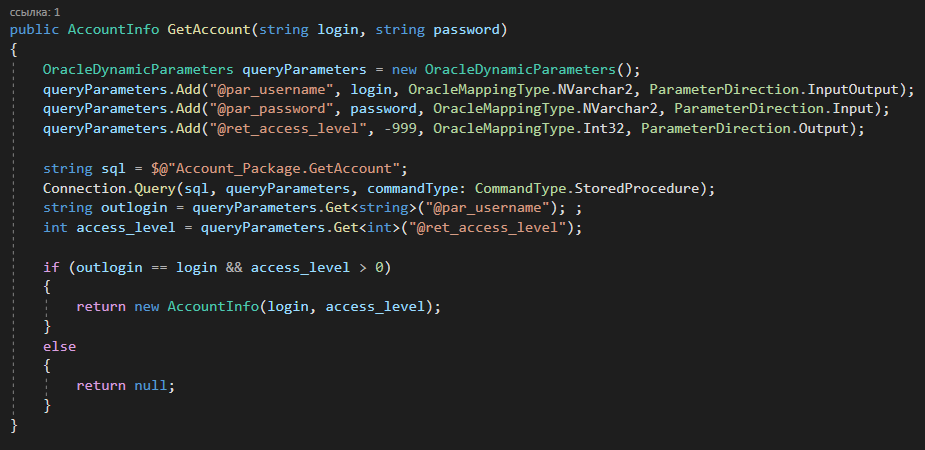 ссылка: 1
public AccountInfo GetAccount(string login, string password)
{
    OracleDynamicParameters queryParameters = new OracleDynamicParameters();
    queryParameters.Add("@par_username", login, OracleMappingType.NVarchar2, ParameterDirection.InputOutput);
    queryParameters.Add("@par_password", password, OracleMappingType.NVarchar2, ParameterDirection.Input);
    queryParameters.Add("@ret_access_level", -999, OracleMappingType.Int32, ParameterDirection.Output);
    string sql = $@"Account_Package.GetAccount";
    Connection.Query(sql, queryParameters, commandType: CommandType.StoredProcedure);
    string outlogin = queryParameters.Get<string>("@par_username"); ;
    int access_level = queryParameters.Get<int>("@ret_access_level");
    if (outlogin == login && access_level > 0)
    {
        return new AccountInfo(login, access_level);
    }
    else
    {
        return null;
    }
}